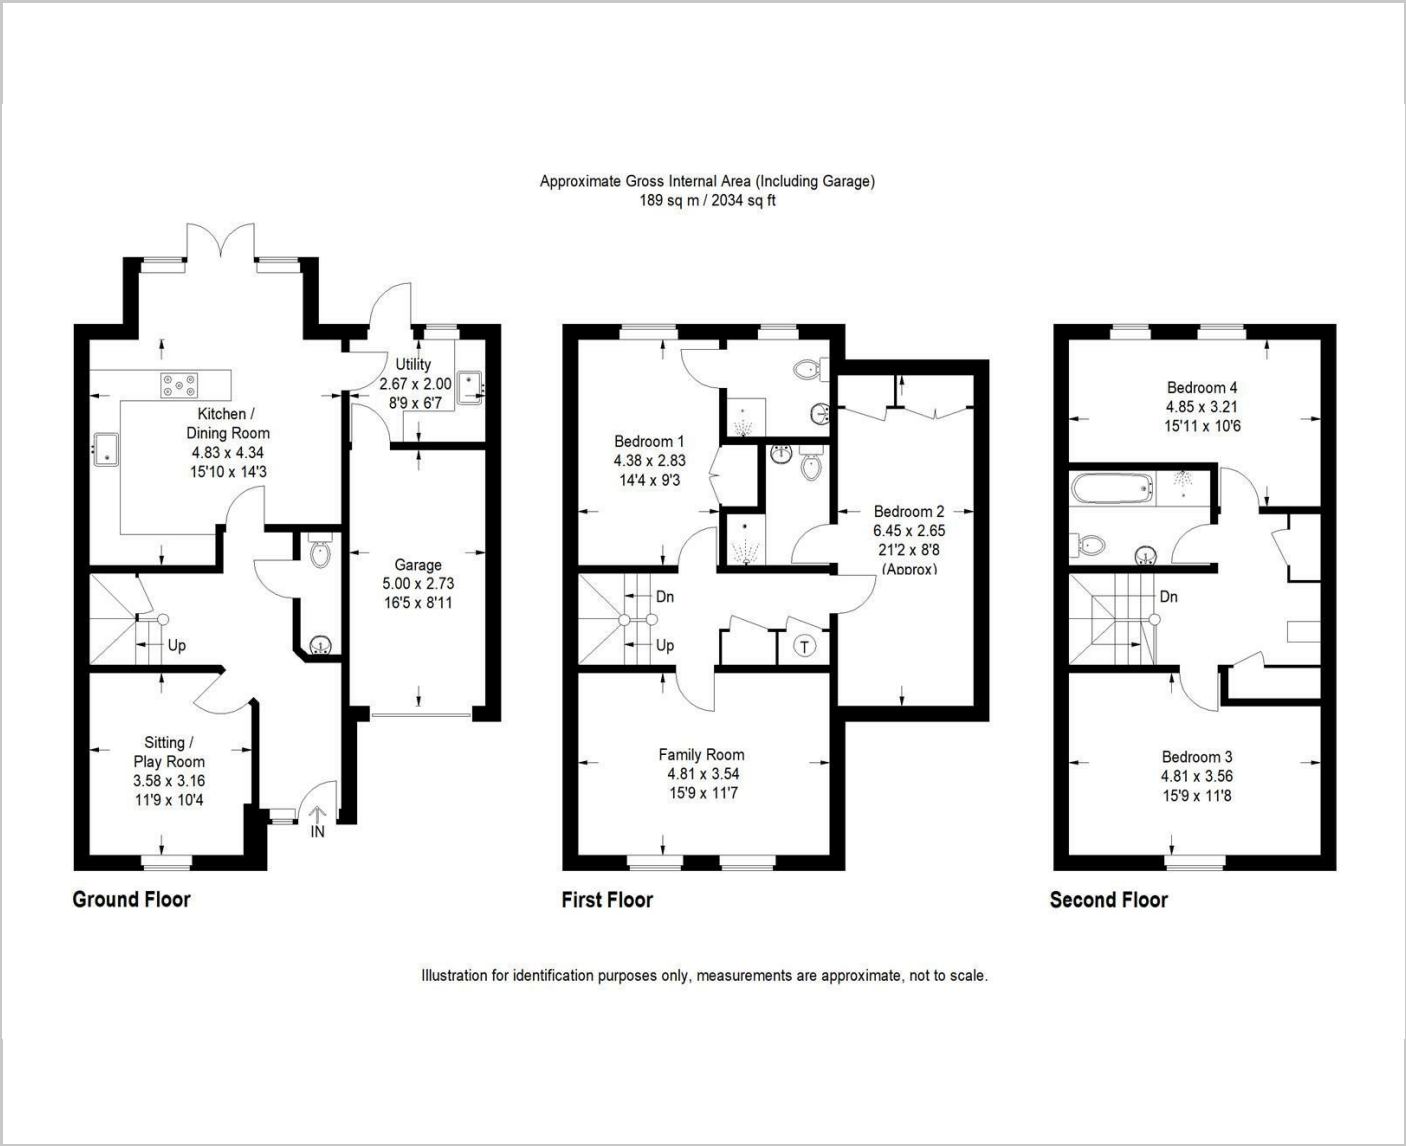 Approximate Gross Internal Area (Including Garage)
189 sq m / 2034 sq ft
Utility
2.67 x 2.00
8'9 x 6'7
Kitchen /
Dining Room
4.83 x 4.34
15'10 x 14'3
Garage
5.00 x 2.73
16'5 x 8'11
Up
Sitting /
Play Room
3.58 x 3.16
11'9 x 10'4
IN
Ground Floor
Bedroom 1
4.38 x 2.83
14'4 x 9'3
Bedroom 2
6.45 x 2.65
21'2 x 8'8
(Approx)
Dn
Up
T
Family Room
4.81 x 3.54
15'9 x 11'7
First Floor
Bedroom 4
4.85 x 3.21
15'11 x 10'6
Dn
Bedroom 3
4.81 x 3.56
15'9 x 11'8
Second Floor
Illustration for identification purposes only, measurements are approximate, not to scale.